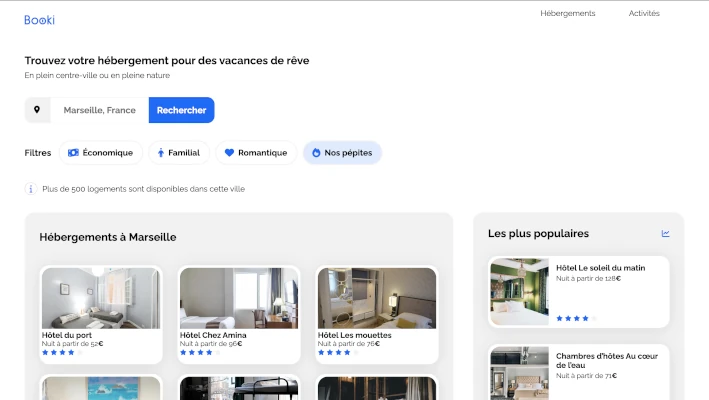 Booki
Hébergements
Activités
Trouvez votre hébergement pour des vacances de rêve
En plein centre-ville ou en pleine nature
Marseille, France
Rechercher
Filtres
Économique
Familial
Romantique
Nos pépites
Plus de 500 logements sont disponibles dans cette ville
Hébergements à Marseille
Hôtel du port
Nuit à partir de 52€
Hôtel Chez Amina
Nuit à partir de 96€
Hôtel Les mouettes
Nuit à partir de 76€
Les plus populaires
Hôtel Le soleil du matin
Nuit à partir de 128€
Chambres d'hôtes Au cœur
de l'eau
Nuit à partir de 71€